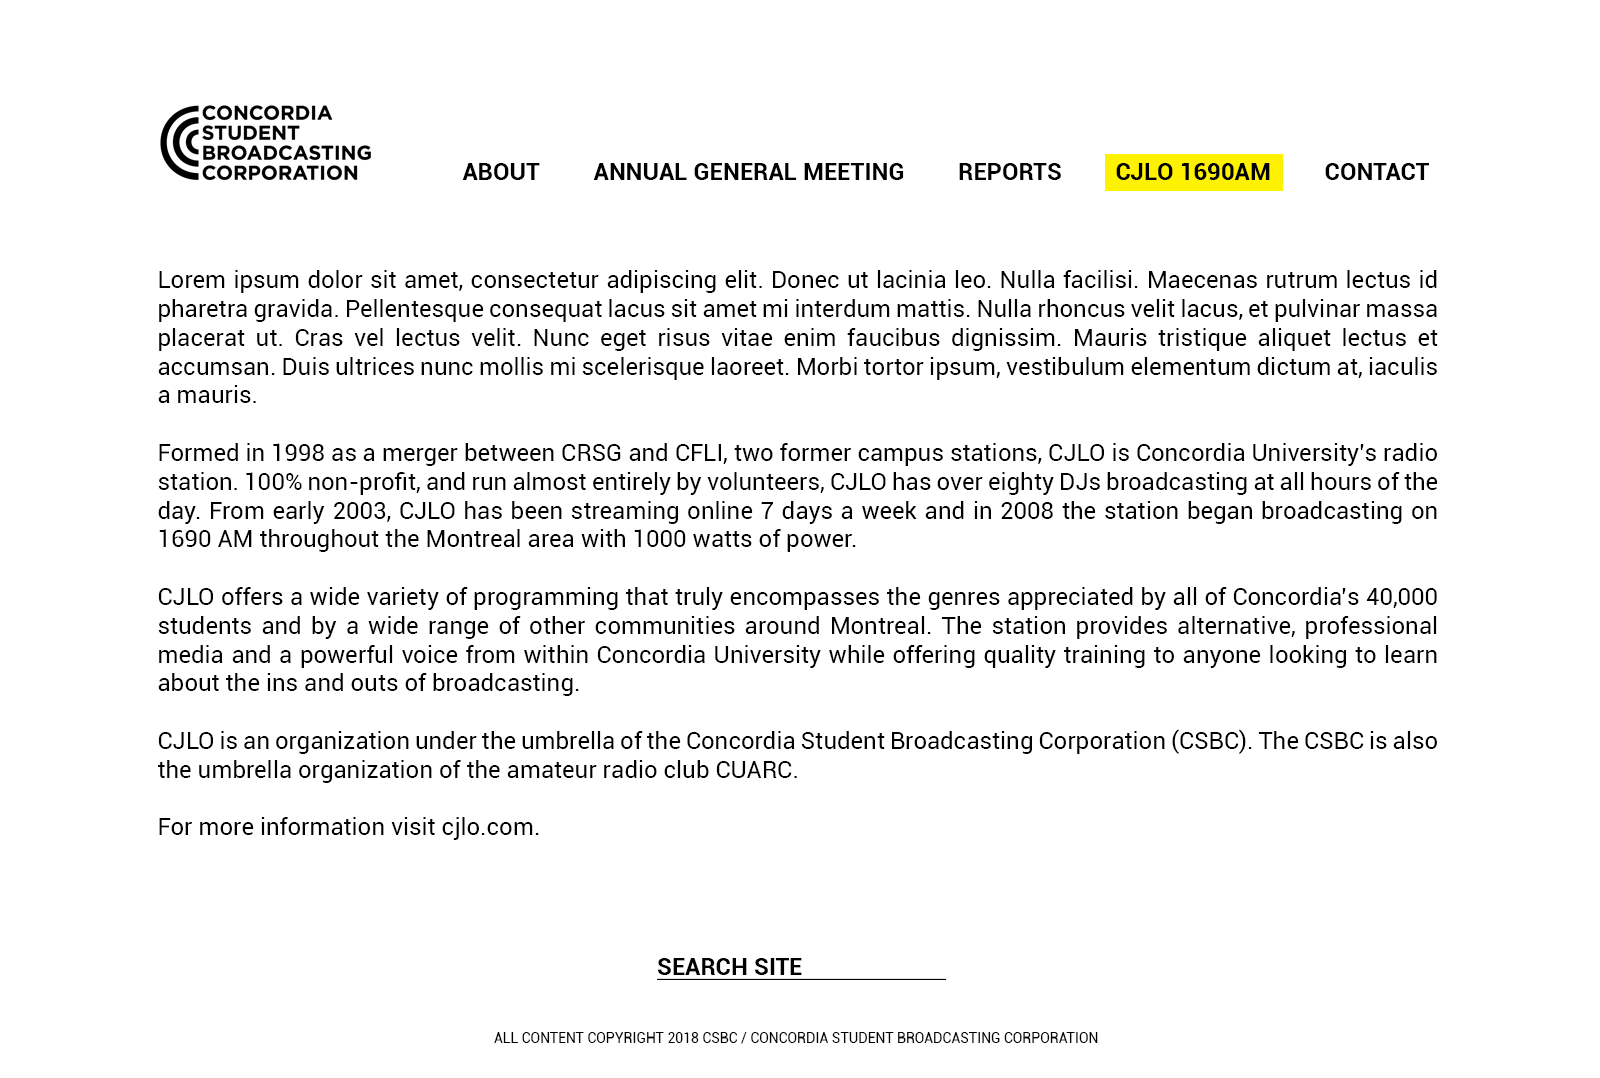 CONCORDIA
STUDENT
BROADCASTING
CORPORATION
ABOUT ANNUAL GENERAL MEETING REPORTS CJLO 1690AM CONTACT
Lorem ipsum dolor sit amet, consectetur adipiscing elit. Donec ut lacinia leo. Nulla facilisi. Maecenas rutrum lectus id
pharetra gravida. Pellentesque consequat lacus sit amet mi interdum mattis. Nulla rhoncus velit lacus, et pulvinar massa
placerat ut. Cras vel lectus velit. Nunc eget risus vitae enim faucibus dignissim. Mauris tristique aliquet lectus et
accumsan. Duis ultrices nunc mollis mi scelerisque laoreet. Morbi tortor ipsum, vestibulum elementum dictum at, iaculis
a mauris.
Formed in 1998 as a merger between CRSG and CFLI, two former campus stations, CJLO is Concordia University's radio
station. 100% non-profit, and run almost entirely by volunteers, CJLO has over eighty DJs broadcasting at all hours of the
day. From early 2003, CJLO has been streaming online 7 days a week and in 2008 the station began broadcasting on
1690 AM throughout the Montreal area with 1000 watts of power.
CJLO offers a wide variety of programming that truly encompasses the genres appreciated by all of Concordia's 40,000
students and by a wide range of other communities around Montreal. The station provides alternative, professional
media and a powerful voice from within Concordia University while offering quality training to anyone looking to learn
about the ins and outs of broadcasting.
CJLO is an organization under the umbrella of the Concordia Student Broadcasting Corporation (CSBC). The CSBC is also
the umbrella organization of the amateur radio club CUARC.
For more information visit cjlo.com.
SEARCH SITE
ALL CONTENT COPYRIGHT 2018 CSBC / CONCORDIA STUDENT BROADCASTING CORPORATION